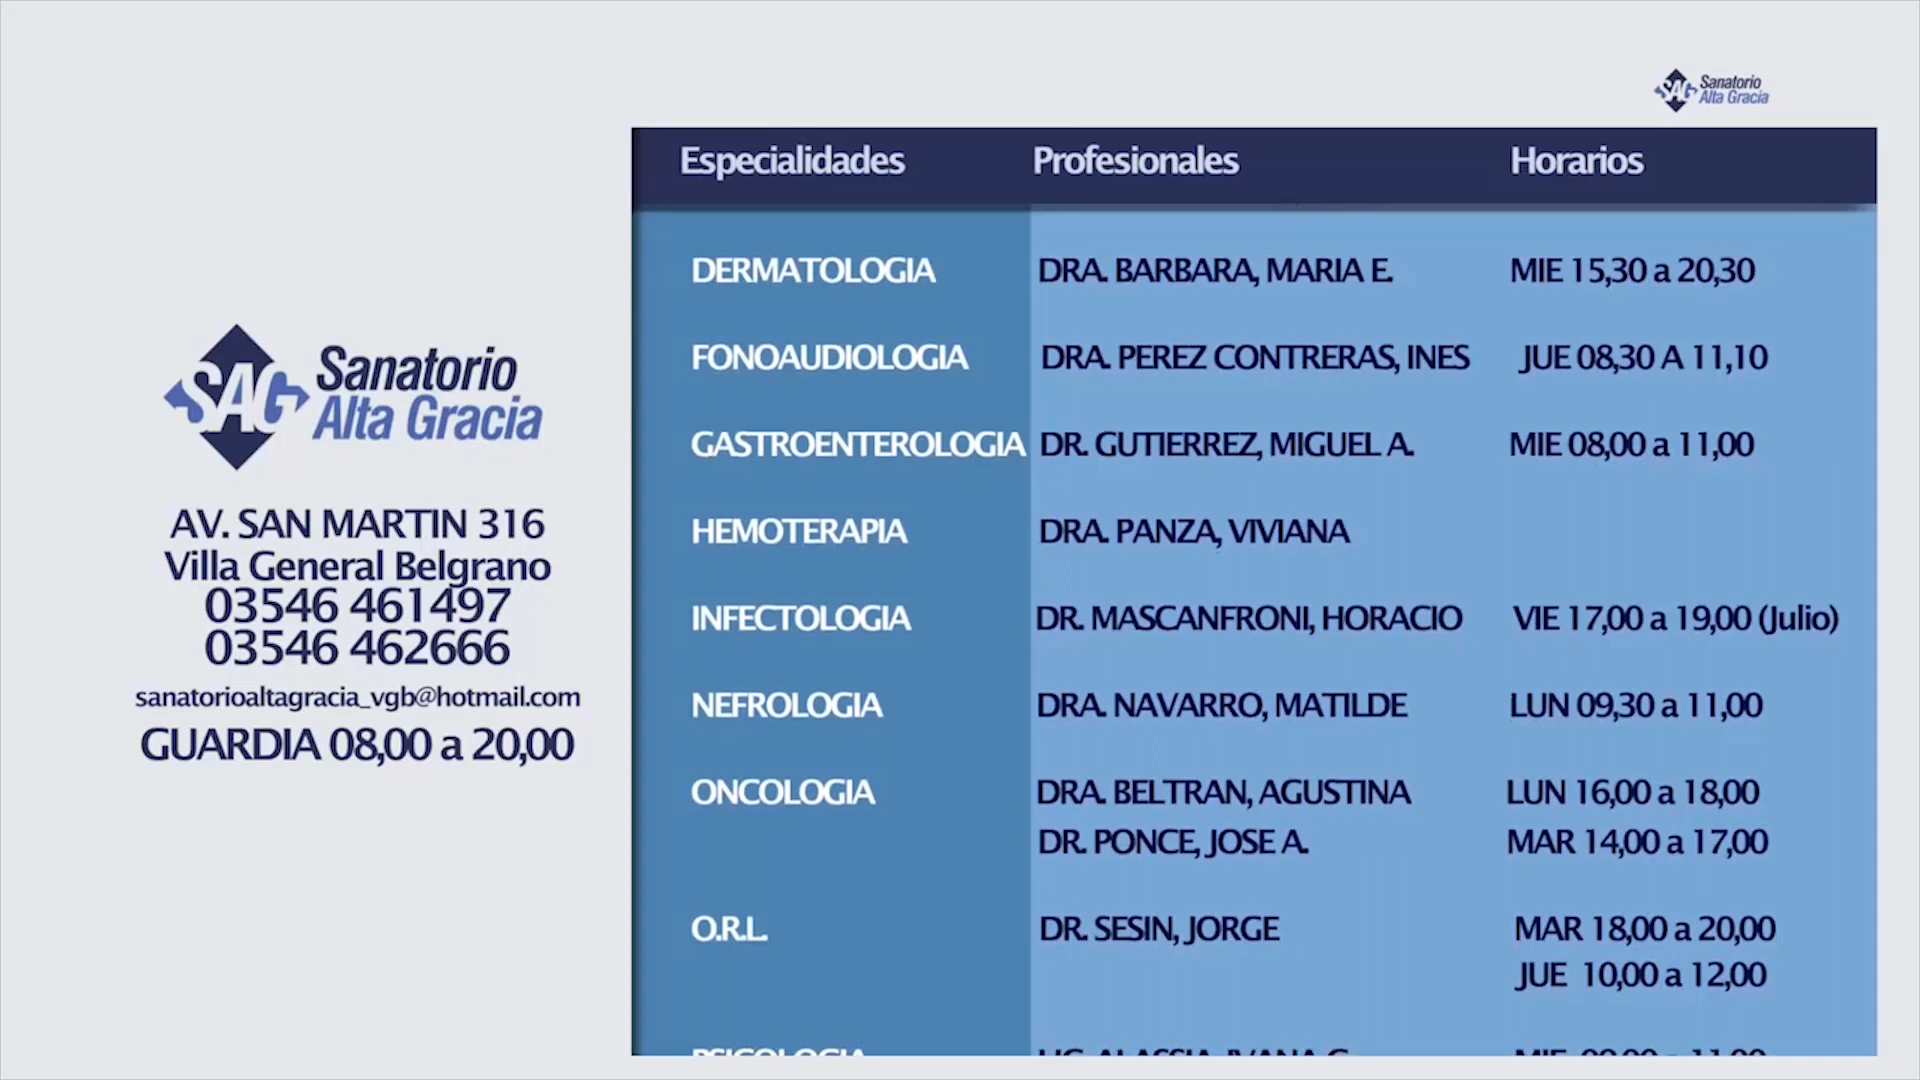 SAG Sanatorio
Alta Gracia
Especialidades Profesionales Horarios
DERMATOLOGIA DRA. BARBARA, MARIA E. MIE 15,30 a 20,30
FONOAUDIOLOGIA DRA. PEREZ CONTRERAS, INES JUE 08,30 A 11,10
GASTROENTEROLOGIA DR. GUTIERREZ, MIGUEL A. MIE 08,00 a 11,00
HEMOTERAPIA DRA. PANZA, VIVIANA
INFECTOLOGIA DR. MASCANFRONI, HORACIO VIE 17,00 a 19,00 (Julio)
NEFROLOGIA DRA. NAVARRO, MATILDE LUN 09,30 a 11,00
ONCOLOGIA DRA. BELTRAN, AGUSTINA LUN 16,00 a 18,00
DR. PONCE, JOSE A. MAR 14,00 a 17,00
O.R.L. DR. SESIN, JORGE MAR 18,00 a 20,00
JUE 10,00 a 12,00
PSICOLOGIA
SAG Sanatorio
Alta Gracia
AV. SAN MARTIN 316
Villa General Belgrano
03546 461497
03546 462666
sanatorioaltagracia_vgb@hotmail.com
GUARDIA 08,00 a 20,00